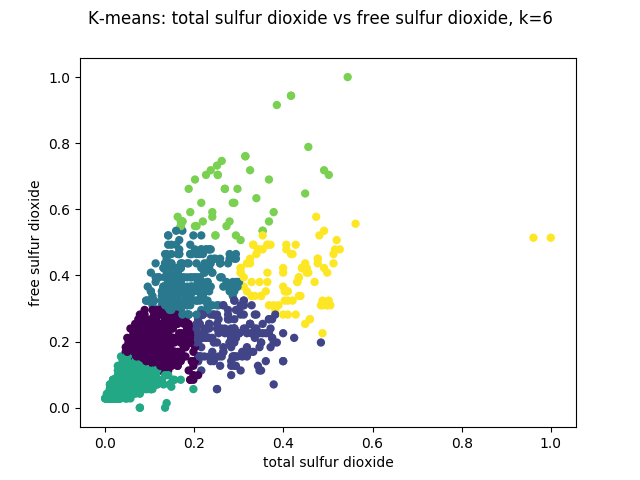 K-means: total sulfur dioxide vs free sulfur dioxide, k=6
1.0
0.8
0.6
0.4
0.2
0.0
free sulfur dioxide
0.0 0.2 0.4 0.6 0.8 1.0
total sulfur dioxide